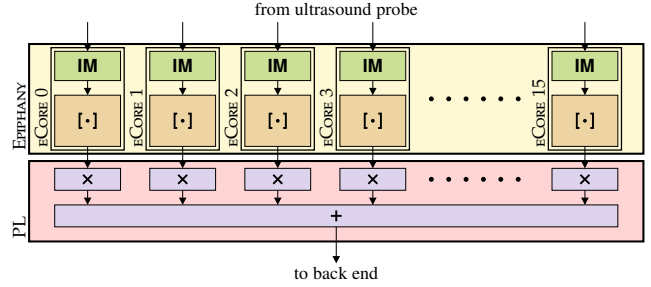 from ultrasound probe
IM IM IM IM IM
EPIPHANY
ECORE 0 ECORE 1 ECORE 2 ECORE 3 ...... ECORE 15
[·] [·] [·] [·] [·]
× × × × ...... ×
PL
+
to back end